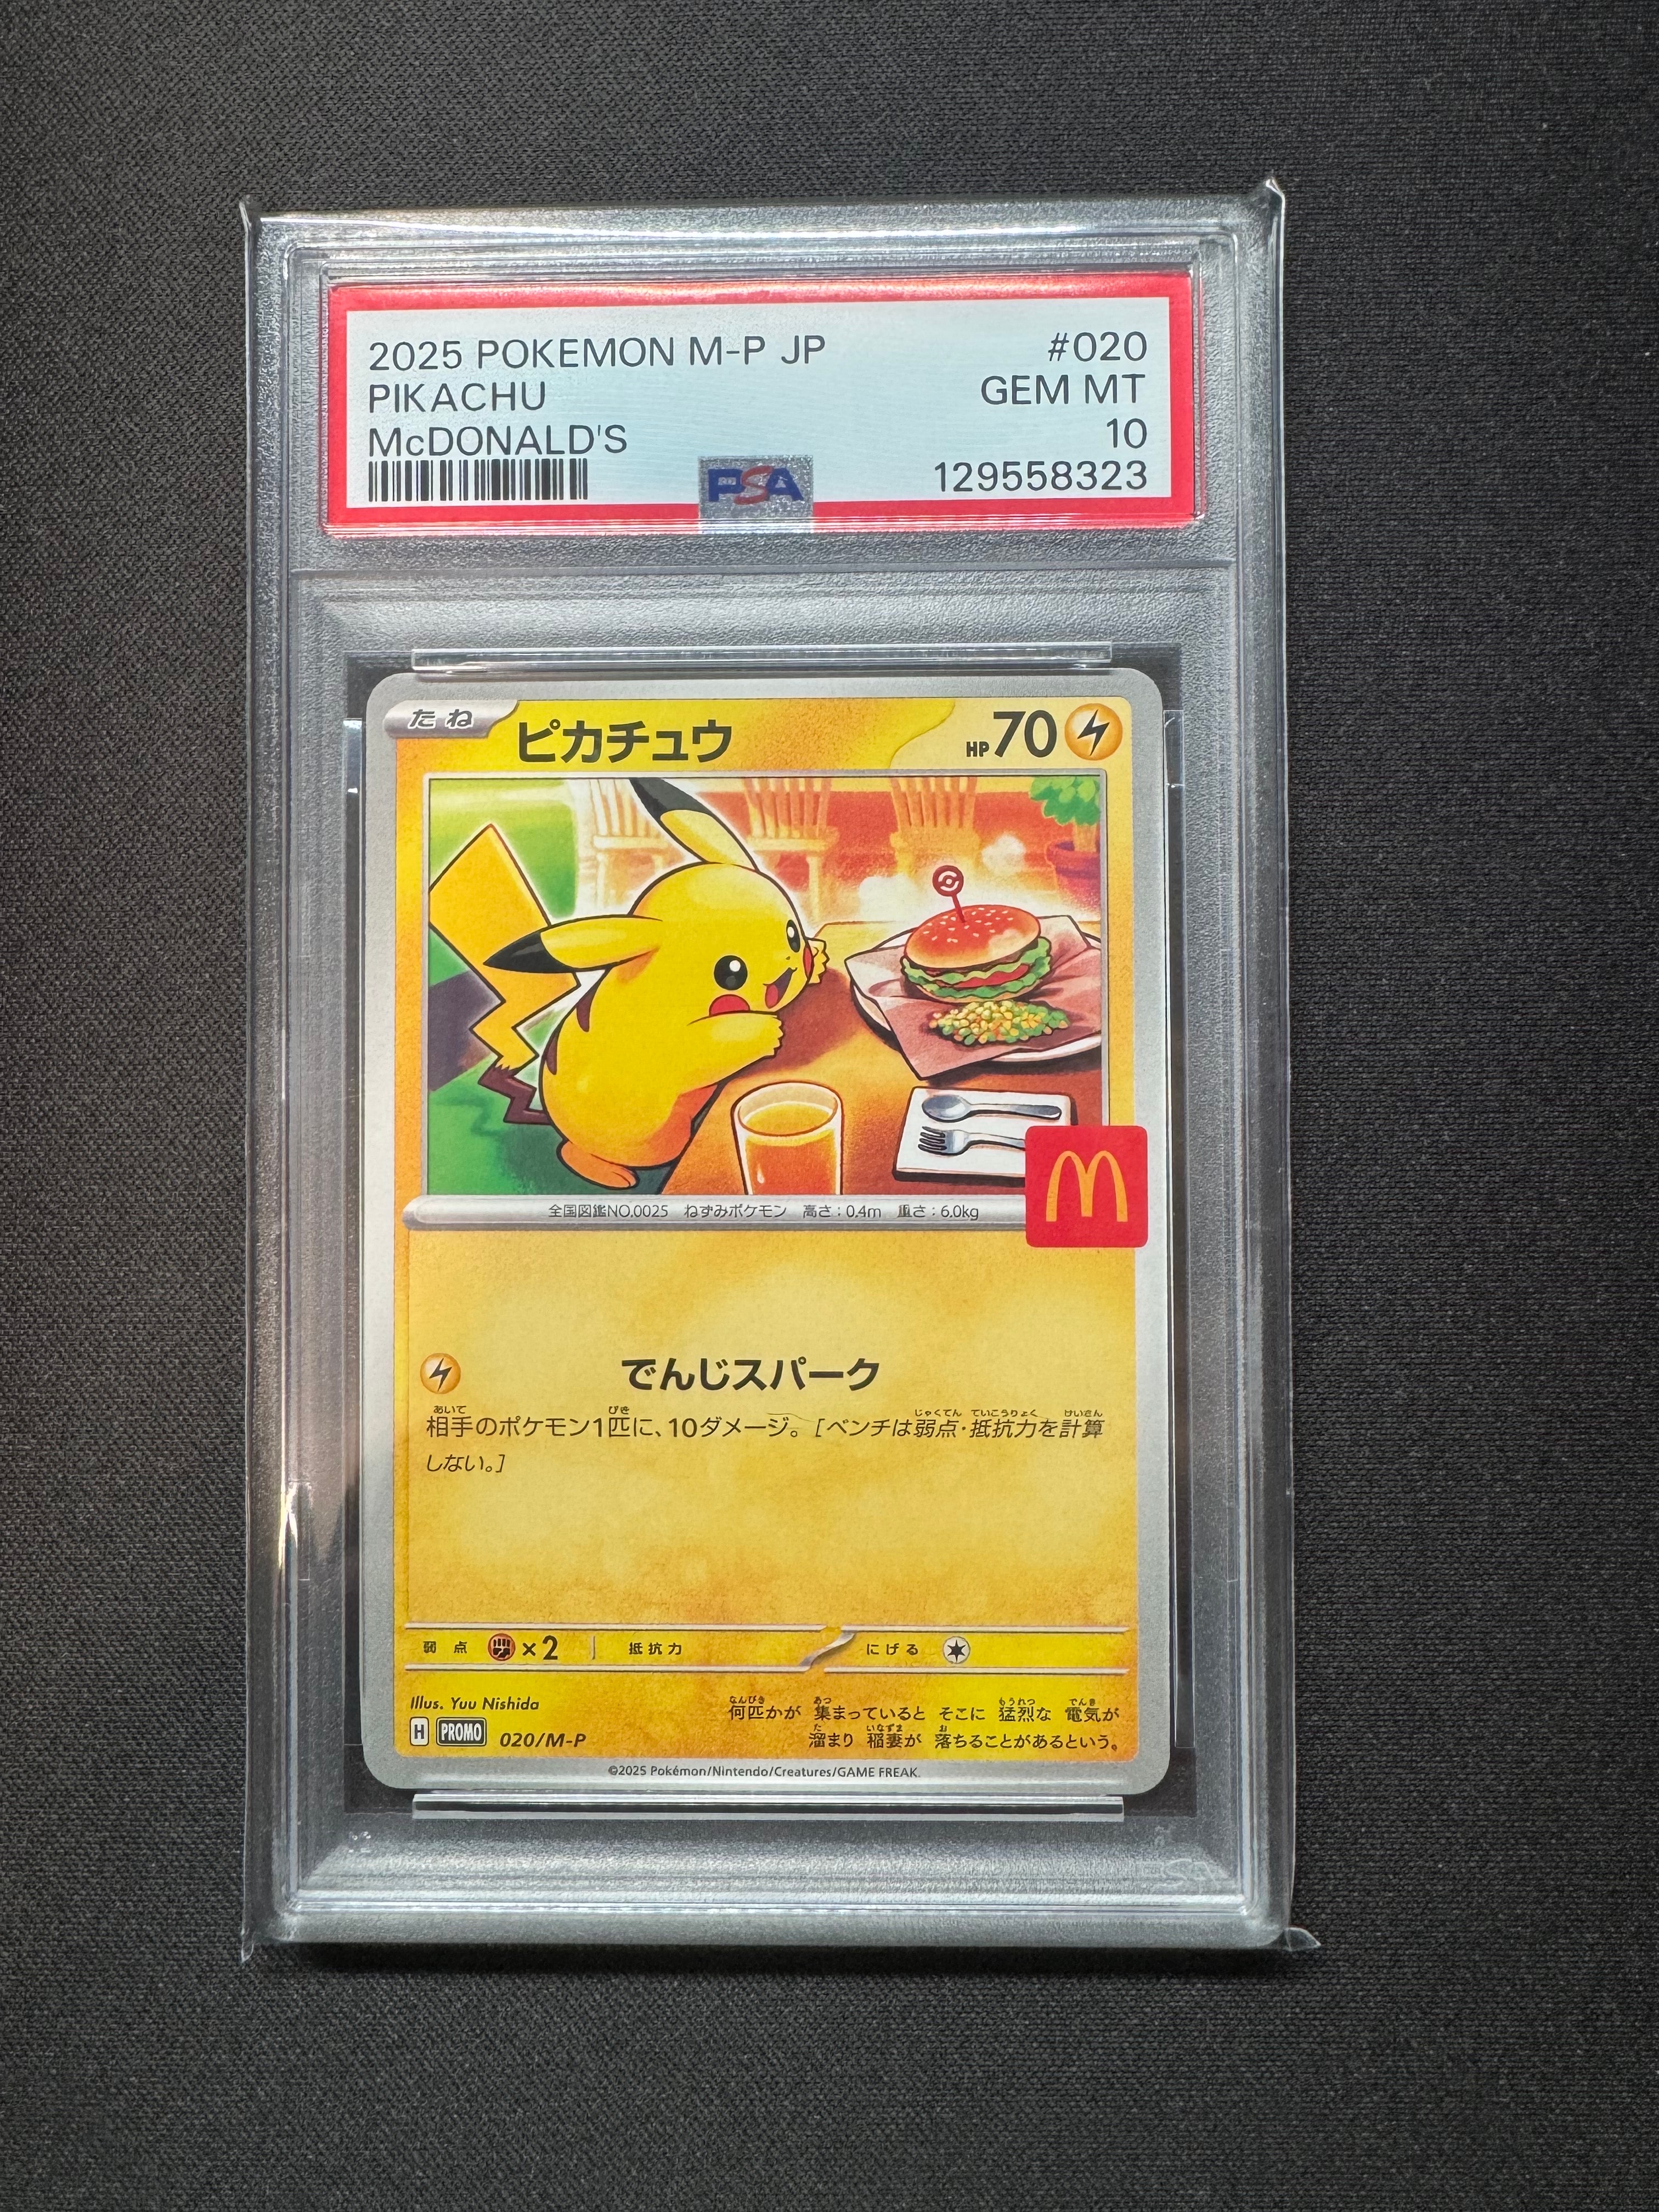 2025 POKEMON M-P JP #020
PIKACHU GEM MT
McDONALD'S 10
129558323
PSA
たね ピカチュウ HP70
全国図鑑NO.0025 ねずみポケモン 高さ:0.4m 重さ:6.0kg
でんじスパーク
相手のポケモン1匹に、10ダメージ。[ベンチは弱点・抵抗力を計算
しない。]
弱点 ×2 抵抗力 にげる
Illus. Yuu Nishida
H PROMO 020/M-P
何匹かが 集まっていると そこに 猛烈な 電気が
溜まり 稲妻が 落ちることがあるという。
©2025 Pokémon/Nintendo/Creatures/GAME FREAK.